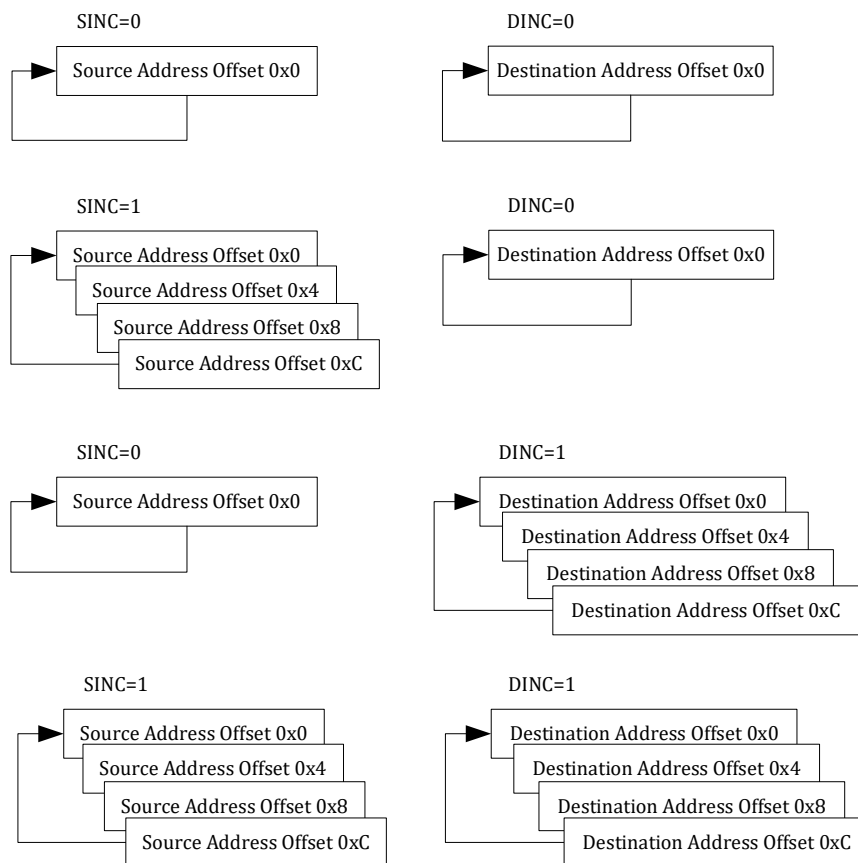 SINC=0
DINC=0
Source Address Offset 0x0
Destination Address Offset 0x0
SINC=1
DINC=0
Source Address Offset 0x0
Source Address Offset 0x4
Source Address Offset 0x8
Source Address Offset 0xC
Destination Address Offset 0x0
SINC=0
DINC=1
Source Address Offset 0x0
Destination Address Offset 0x0
Destination Address Offset 0x4
Destination Address Offset 0x8
Destination Address Offset 0xC
SINC=1
DINC=1
Source Address Offset 0x0
Source Address Offset 0x4
Source Address Offset 0x8
Source Address Offset 0xC
Destination Address Offset 0x0
Destination Address Offset 0x4
Destination Address Offset 0x8
Destination Address Offset 0xC